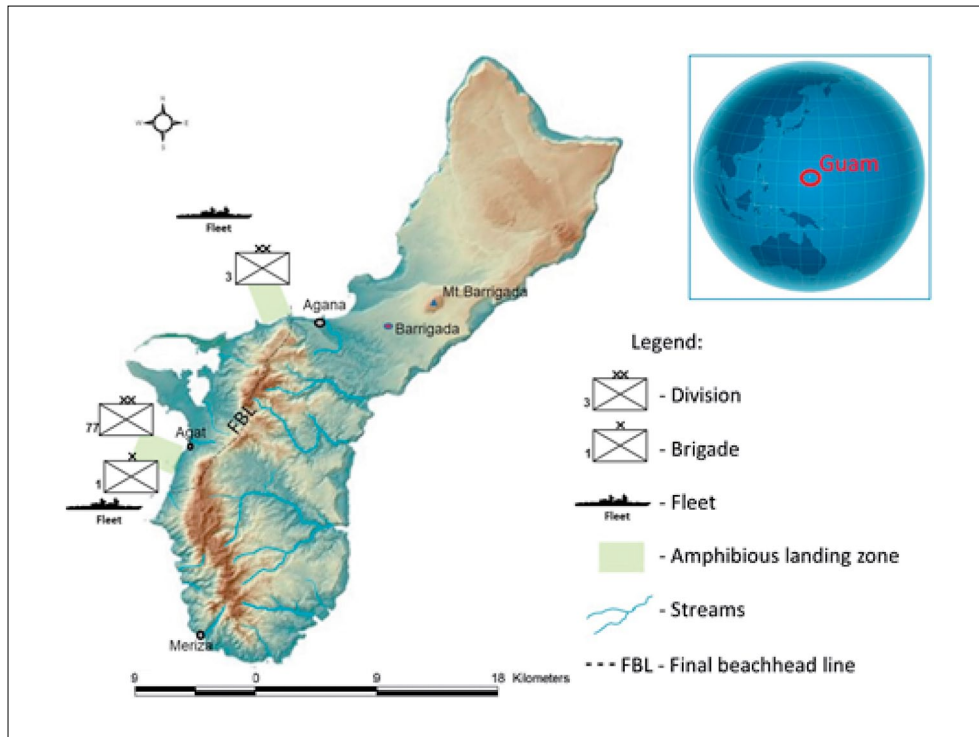 N
W E
S
Guam
Fleet
XX
3
Agana
Mt.Barrigada
Barrigada
XX
77
Agat
FBL
X
1
Fleet
Meriza
9 0 9 18 Kilometers
Legend:
XX
3 - Division
X
1 - Brigade
Fleet - Fleet
- Amphibious landing zone
- Streams
--- FBL - Final beachhead line